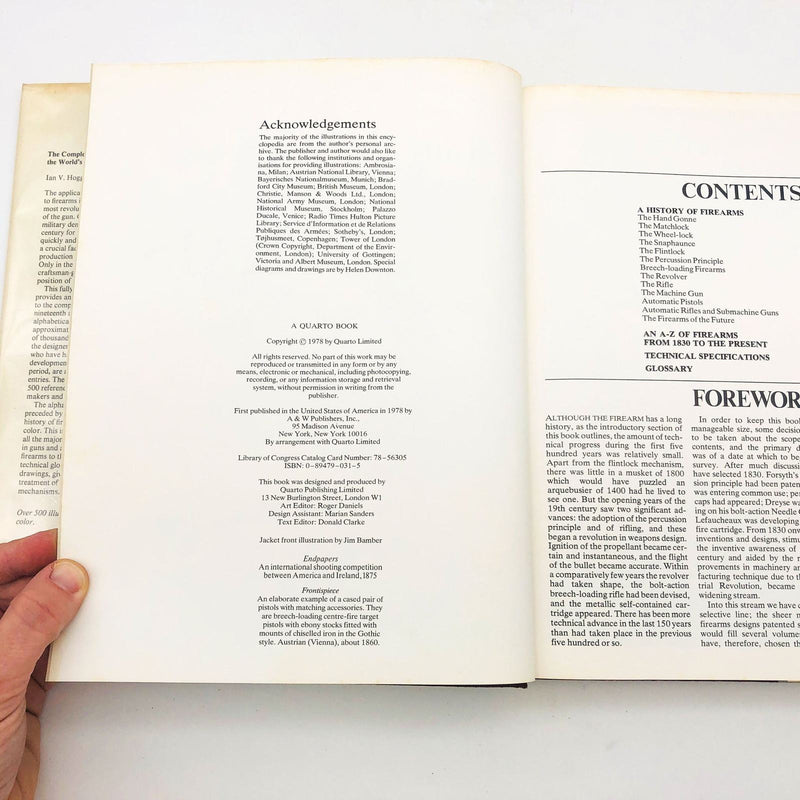 The Comple
the World's
Ian V. Hogg
The applica
to firearms i
most revolu
of the gun. 
military den
century for
quickly and
a crucial fac
production
Only in the
craftsman-g
position of
This fully
provides an
to the comp
nineteenth
alphabetica
approximat
of thousand
the designer
who have h
developmen
period, are
entries. The
500 referenc
makers and
The alpha
preceded by
history of fir
color. This i
all the major
in guns and
firearms to tl
technical glo
drawings, giv
treatment of
mechanisms.
Over 500 illu
color.
Acknowledgements
The majority of the illustrations in this ency-
clopedia are from the author's personal arc-
hive. The publisher and author would also like
to thank the following institutions and organ-
isations for providing illustrations: Ambrosia-
na, Milan; Austrian National Library, Vienna;
Bayerisches Nationalmuseum, Munich; Brad-
ford City Museum; British Museum, London;
Christie, Manson & Woods Ltd., London;
National Army Museum, London; National
Historical Museum, Stockholm; Palazzo
Ducale, Venice; Radio Times Hulton Picture
Library; Service d'Information et de Relations
Publiques des Armées; Sotheby's, London;
Tøjhusmeet, Copenhagen; Tower of London
(Crown Copyright, Department of the Envir-
onment, London); University of Gottingen;
Victoria and Albert Museum, London. Special
diagrams and drawings are by Helen Downton.
A QUARTO BOOK
Copyright © 1978 by Quarto Limited
All rights reserved. No part of this work may be
reproduced or transmitted in any form or by any
means, electronic or mechanical, including photocopying,
recording, or any information storage and retrieval
system, without permission in writing from the
publisher.
First published in the United States of America in 1978 by
A & W Publishers, Inc.,
95 Madison Avenue
New York, New York 10016
By arrangement with Quarto Limited
Library of Congress Catalog Card Number: 78–56305
ISBN: 0–89479–031–5
This book was designed and produced by
Quarto Publishing Limited
13 New Burlington Street, London W1
Art Editor: Roger Daniels
Design Assistant: Marian Sanders
Text Editor: Donald Clarke
Jacket front illustration by Jim Bamber
Endpapers
An international shooting competition
between America and Ireland, 1875
Frontispiece
An elaborate example of a cased pair of
pistols with matching accessories. They
are breech-loading centre-fire target
pistols with ebony stocks fitted with
mounts of chiselled iron in the Gothic
style. Austrian (Vienna), about 1860.
CONTENTS
A HISTORY OF FIREARMS
The Hand Gonne
The Matchlock
The Wheel-lock
The Snaphaunce
The Flintlock
The Percussion Principle
Breech-loading Firearms
The Revolver
The Rifle
The Machine Gun
Automatic Pistols
Automatic Rifles and Submachine Guns
The Firearms of the Future
AN A-Z OF FIREARMS
FROM 1830 TO THE PRESENT
TECHNICAL SPECIFICATIONS
GLOSSARY
FOREWOR
ALTHOUGH THE FIREARM has a long
history, as the introductory section of
this book outlines, the amount of tech-
nical progress during the first five
hundred years was relatively small.
Apart from the flintlock mechanism,
there was little in a musket of 1800
which would have puzzled an
arquebusier of 1400 had he lived to
see one. But the opening years of the
19th century saw two significant ad-
vances: the adoption of the percussion
principle and of rifling, and these
began a revolution in weapons design.
Ignition of the propellant became cer-
tain and instantaneous, and the flight
of the bullet became accurate. Within
a comparatively few years the revolver
had taken shape, the bolt-action
breech-loading rifle had been devised,
and the metallic self-contained car-
tridge appeared. There has been more
technical advance in the last 150 years
than had taken place in the previous
five hundred or so.
In order to keep this book
manageable size, some decisio
to be taken about the scope
contents, and the primary d
was of a date at which to be
survey. After much discussi
have selected 1830. Forsyth's
sion principle had been paten
was entering common use; per
caps had appeared; Dreyse wa
ing on his bolt-action Needle G
Lefaucheaux was developing
fire cartridge. From 1830 onw
inventions and designs, stimu
the inventive awareness of
century and aided by the r
provements in machinery an
facturing technique due to th
trial Revolution, became
widening stream.
Into this stream we have c
selective line; the sheer n
firearms designs patented s
would fill several volume
have, therefore, chosen th